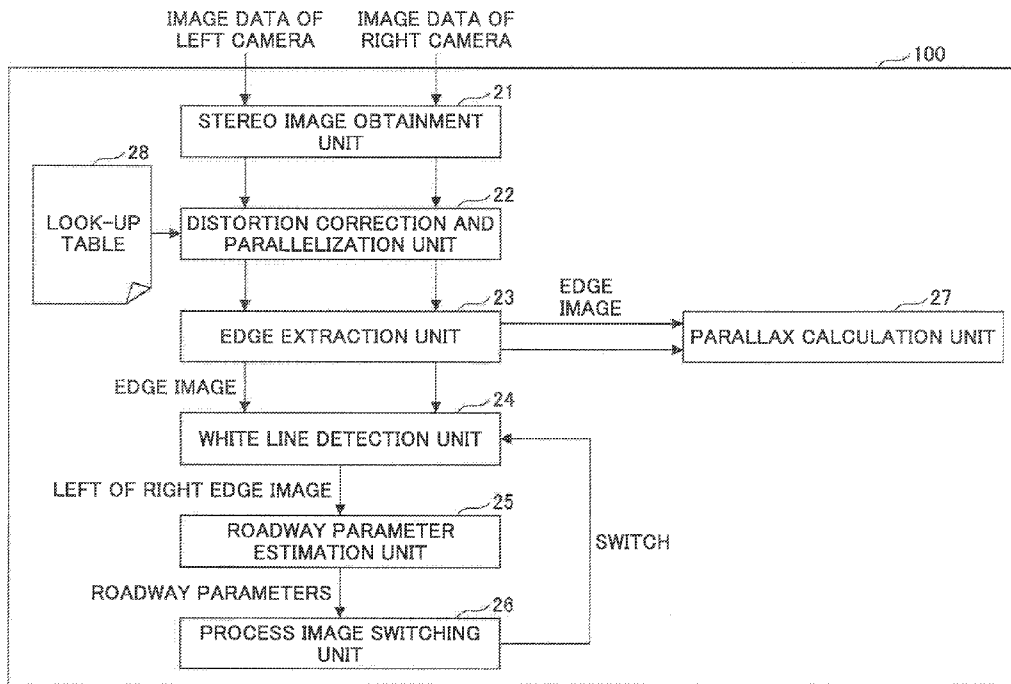 IMAGE DATA OF
LEFT CAMERA
IMAGE DATA OF
RIGHT CAMERA
100
21
STEREO IMAGE OBTAINMENT
UNIT
28
LOOK-UP
TABLE
22
DISTORTION CORRECTION AND
PARALLELIZATION UNIT
23
EDGE EXTRACTION UNIT
EDGE
IMAGE
27
PARALLAX CALCULATION UNIT
EDGE IMAGE
24
WHITE LINE DETECTION UNIT
LEFT OF RIGHT EDGE IMAGE
25
ROADWAY PARAMETER
ESTIMATION UNIT
SWITCH
ROADWAY PARAMETERS
26
PROCESS IMAGE SWITCHING
UNIT